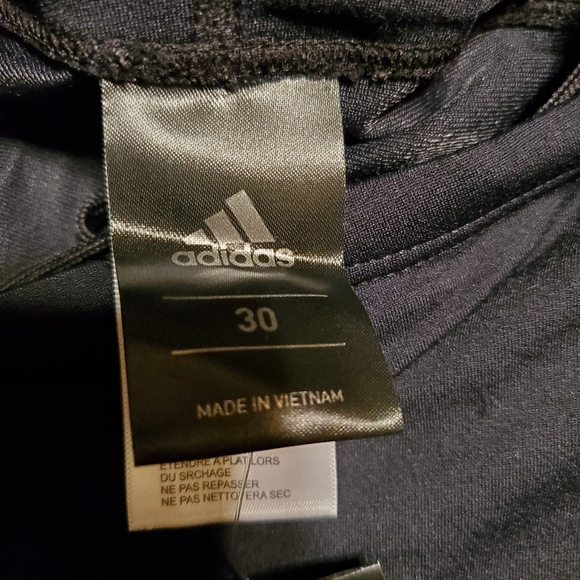 adidas
30
MADE IN VIETNAM
ETENDRE A PLAT LORS
DU SRCHAGE
NE PAS REPASSER
NE PAS NETTOYERA SEC